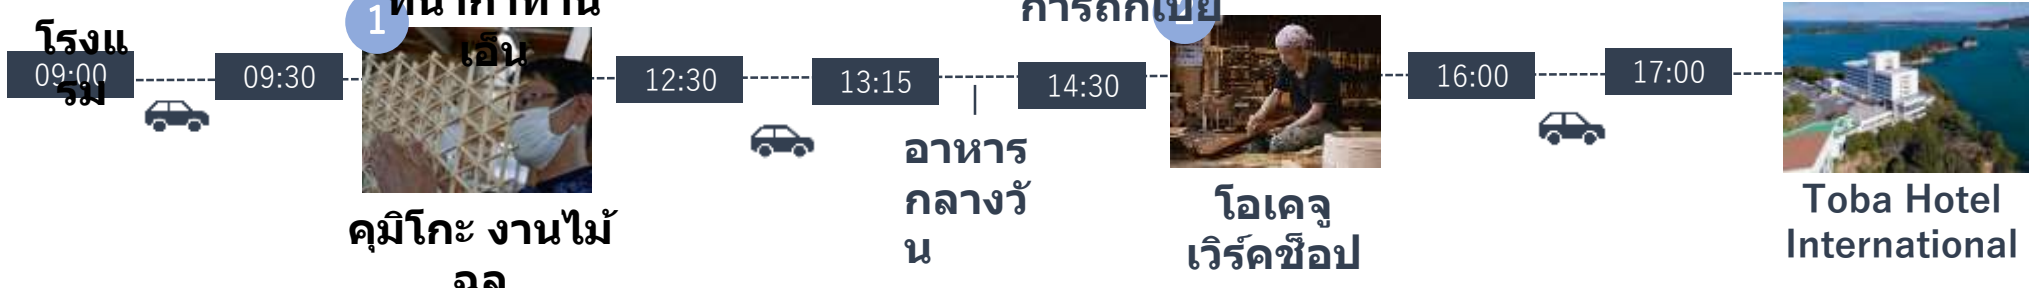 โรงแ
รม
09:00
09:30
1
เอ็น
คุมิโกะ งานไม้
12:30
13:15
อาหาร
กลางวั
น
14:30
โอเคจู
เวิร์คช็อป
16:00
17:00
Toba Hotel
International